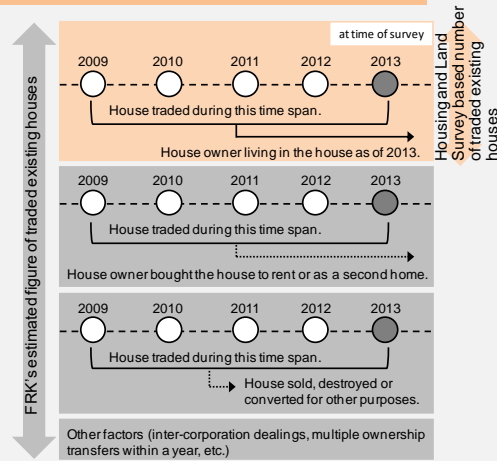 at time of survey
2009 2010 2011 2012 2013
House traded during this time span.
House owner living in the house as of 2013.
2009 2010 2011 2012 2013
House traded during this time span.
House owner bought the house to rent or as a second home.
2009 2010 2011 2012 2013
House traded during this time span.
House sold, destroyed or
converted for other purposes.
Other factors (inter-corporation dealings, multiple ownership
transfers within a year, etc.)
FRK's estimated figure of traded existing houses
Housing and Land
Survey based number
of traded existing
houses